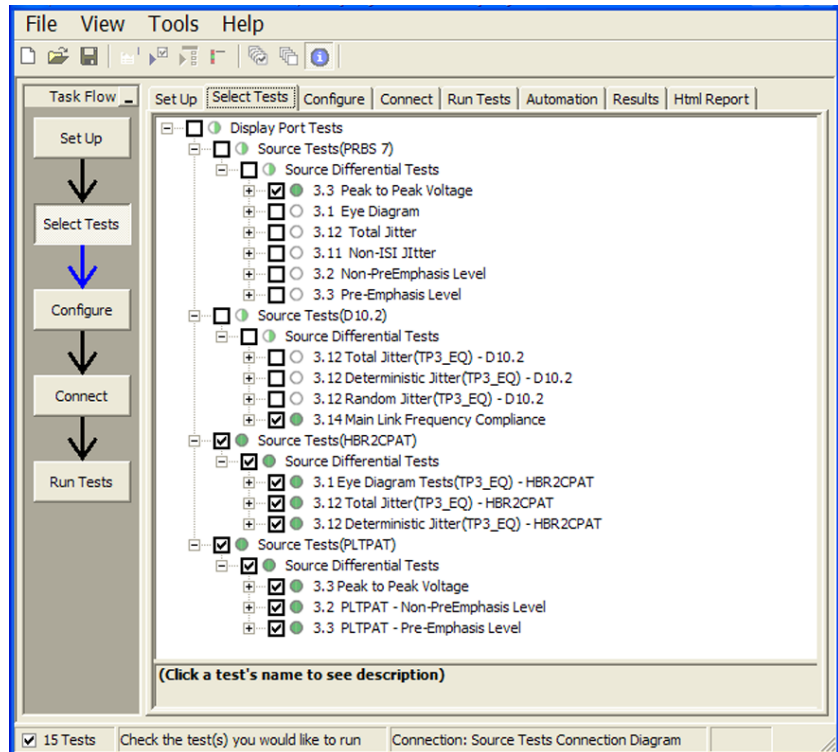 File View Tools Help
Task Flow
Set Up Select Tests Configure Connect Run Tests Automation Results Html Report
Set Up
Select Tests
Configure
Connect
Run Tests
Display Port Tests
Source Tests(PRBS 7)
Source Differential Tests
3.3 Peak to Peak Voltage
3.1 Eye Diagram
3.12 Total Jitter
3.11 Non-ISI JItter
3.2 Non-PreEmphasis Level
3.3 Pre-Emphasis Level
Source Tests(D10.2)
Source Differential Tests
3.12 Total Jitter(TP3_EQ) - D10.2
3.12 Deterministic Jitter(TP3_EQ) - D10.2
3.12 Random Jitter(TP3_EQ) - D10.2
3.14 Main Link Frequency Compliance
Source Tests(HBR2CPAT)
Source Differential Tests
3.1 Eye Diagram Tests(TP3_EQ) - HBR2CPAT
3.12 Total Jitter(TP3_EQ) - HBR2CPAT
3.12 Deterministic Jitter(TP3_EQ) - HBR2CPAT
Source Tests(PLTPAT)
Source Differential Tests
3.3 Peak to Peak Voltage
3.2 PLTPAT - Non-PreEmphasis Level
3.3 PLTPAT - Pre-Emphasis Level
(Click a test's name to see description)
15 Tests Check the test(s) you would like to run Connection: Source Tests Connection Diagram